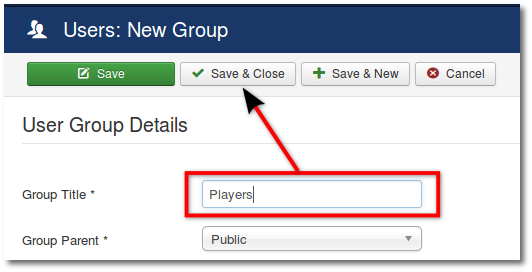 Users: New Group
Save Save & Close Save & New Cancel
User Group Details
Group Title * Players
Group Parent * Public